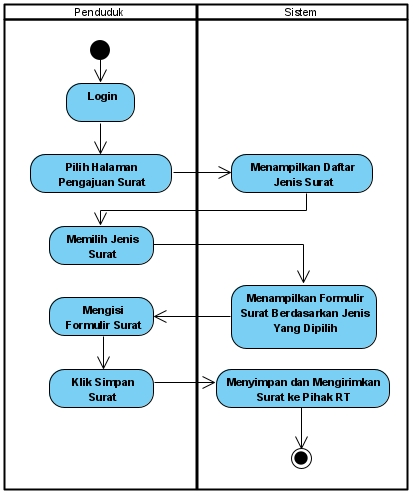 Penduduk
Sistem
Login
Pilih Halaman
Pengajuan Surat
Menampilkan Daftar
Jenis Surat
Memilih Jenis
Surat
Menampilkan Formulir
Surat Berdasarkan Jenis
Yang Dipilih
Mengisi
Formulir Surat
Klik Simpan
Surat
Menyimpan dan Mengirimkan
Surat ke Pihak RT